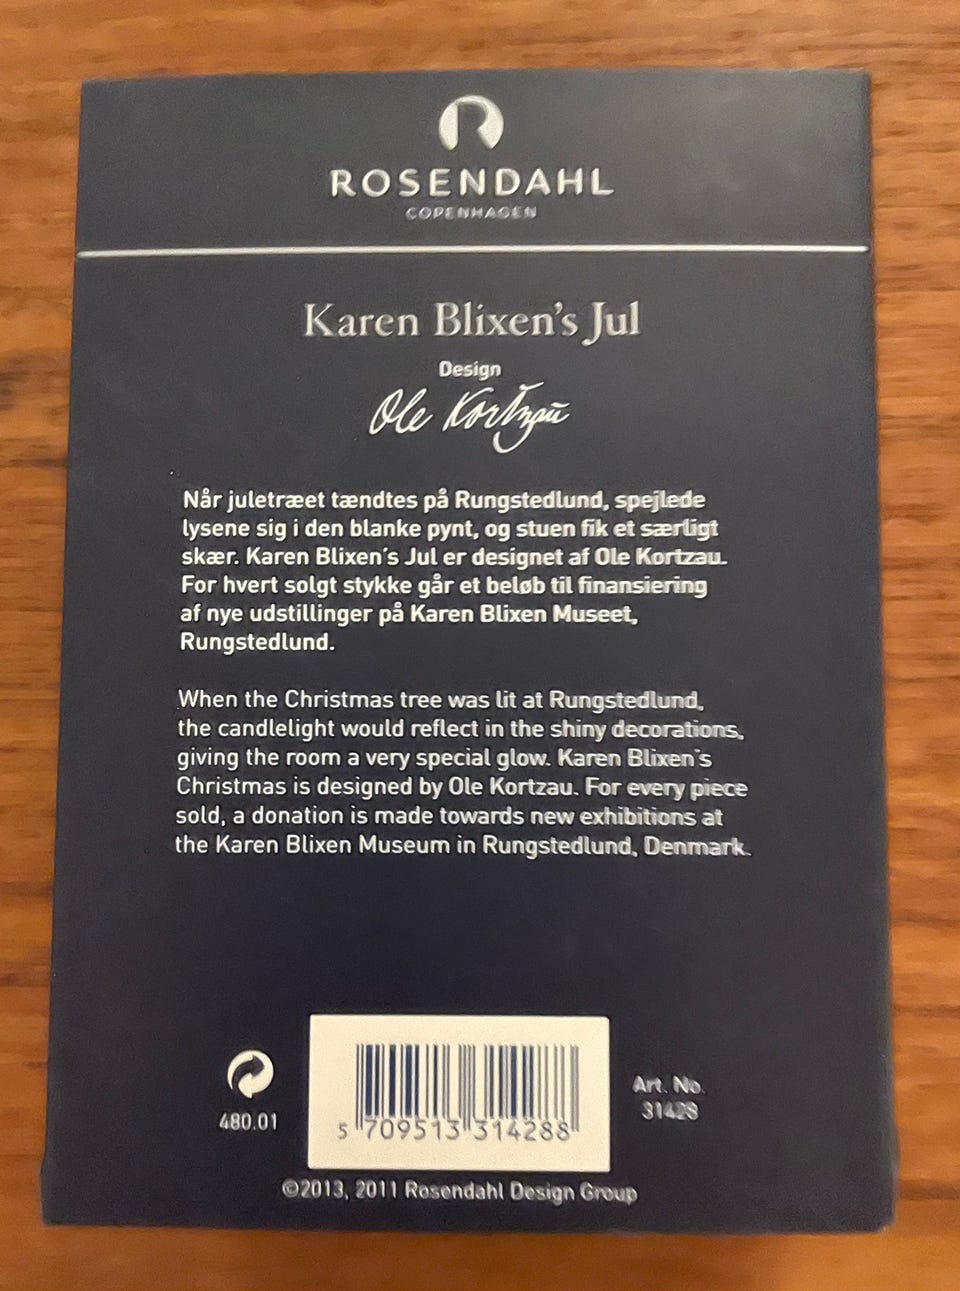 R
ROSENDAHL
COPENHAGEN
Karen Blixen's Jul
Design
Ole Kortzau
Når juletræet tændtes på Rungstedlund, spejlede
lysene sig i den blanke pynt, og stuen fik et særligt
skær. Karen Blixen's Jul er designet af Ole Kortzau.
For hvert solgt stykke går et beløb til finansiering
af nye udstillinger på Karen Blixen Museet,
Rungstedlund.
When the Christmas tree was lit at Rungstedlund,
the candlelight would reflect in the shiny decorations,
giving the room a very special glow. Karen Blixen's
Christmas is designed by Ole Kortzau. For every piece
sold, a donation is made towards new exhibitions at
the Karen Blixen Museum in Rungstedlund, Denmark.
480.01
5 709513 314288
Art. No.
31428
©2013, 2011 Rosendahl Design Group